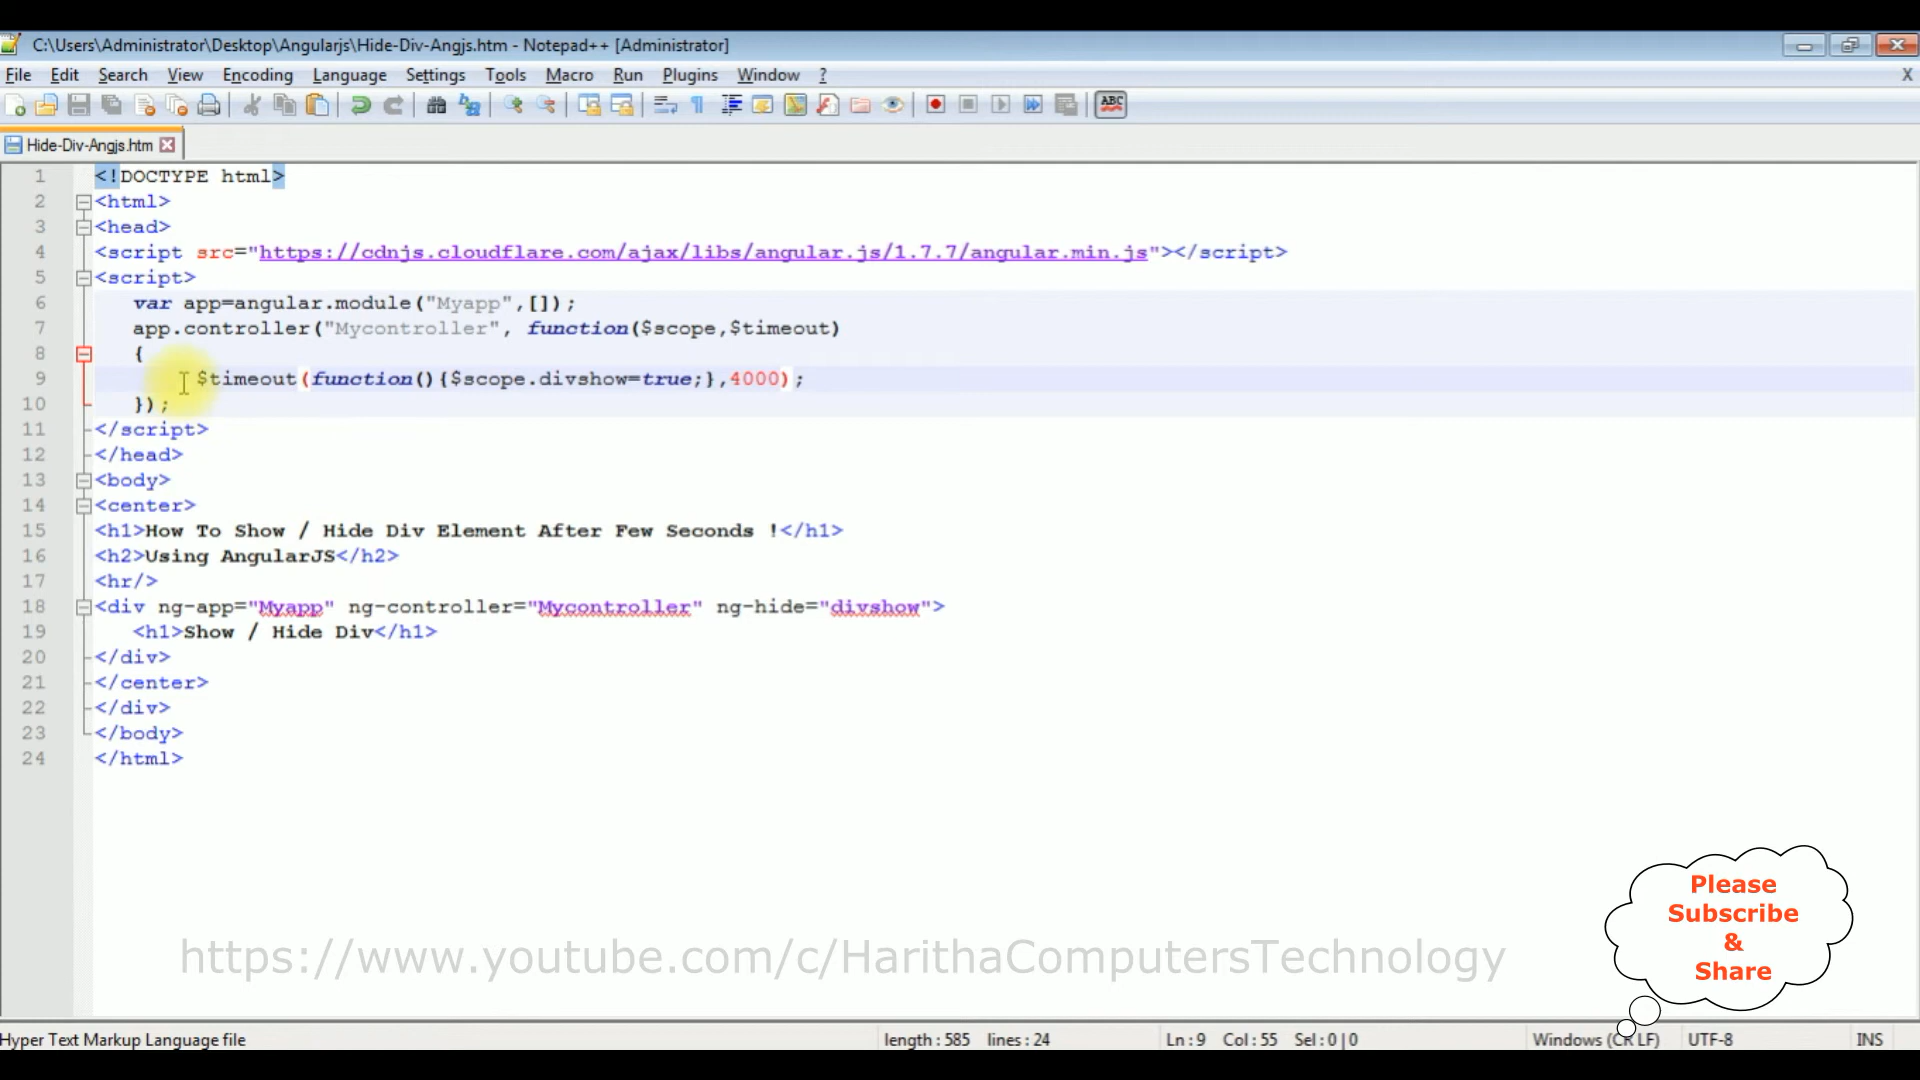 C:\Users\Administrator\Desktop\Angularjs\Hide-Div-Angjs.htm - Notepad++ [Administrator]
File Edit Search View Encoding Language Settings Tools Macro Run Plugins Window ? X
ABC
Hide-Div-Angjs.htm
1 <!DOCTYPE html>
2 <html>
3 <head>
4 <script src="https://cdnjs.cloudflare.com/ajax/libs/angular.js/1.7.7/angular.min.js"></script>
5 <script>
6 var app=angular.module("Myapp",[]);
7 app.controller("Mycontroller", function($scope,$timeout)
8 {
9 $timeout(function(){$scope.divshow=true;},4000);
10 });
11 </script>
12 </head>
13 <body>
14 <center>
15 <h1>How To Show / Hide Div Element After Few Seconds !</h1>
16 <h2>Using AngularJS</h2>
17 <hr/>
18 <div ng-app="Myapp" ng-controller="Mycontroller" ng-hide="divshow">
19 <h1>Show / Hide Div</h1>
20 </div>
21 </center>
22 </div>
23 </body>
24 </html>
Please
Subscribe
&
Share
https://www.youtube.com/c/HarithaComputersTechnology
Hyper Text Markup Language file length : 585 lines : 24 Ln : 9 Col : 55 Sel : 0 | 0 Windows (CR LF) UTF-8 INS